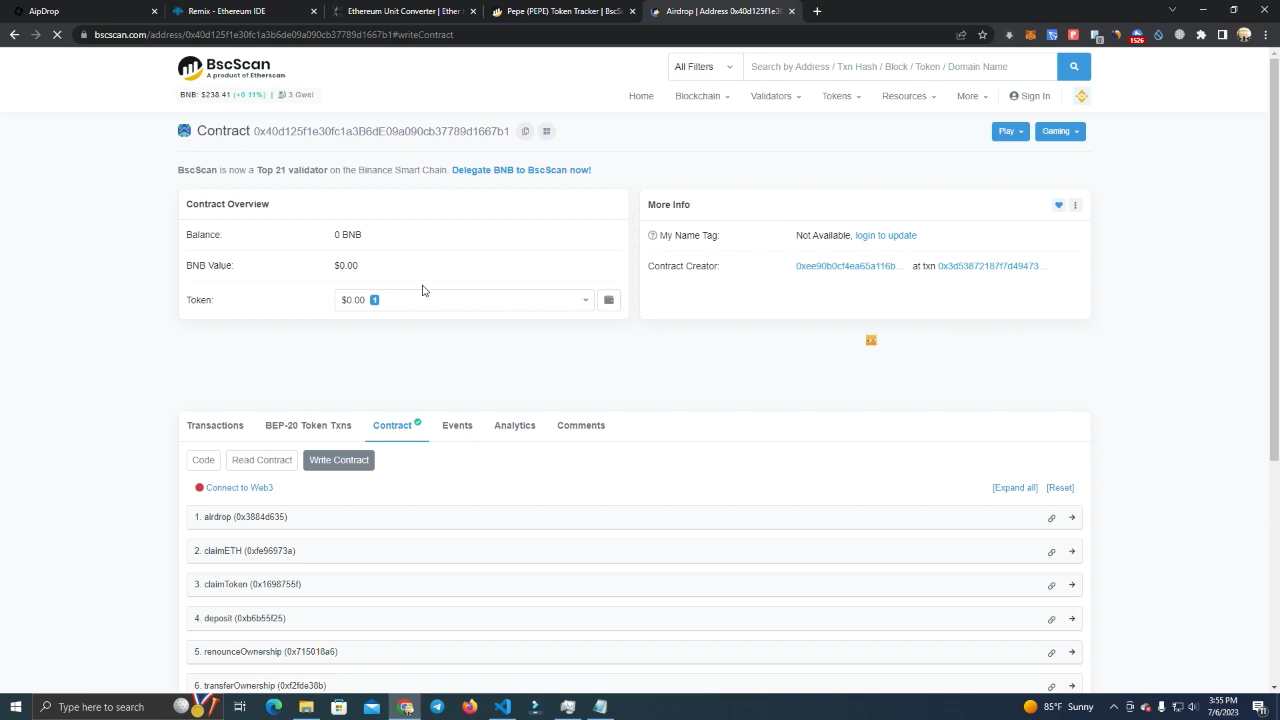 AirDrop
Remix - Ethereum IDE
Ethereum Unit Converter | Ether
Pepe (PEPE) Token Tracker | BscS
Airdrop | Address 0x40d125f1e30
bscscan.com/address/0x40d125f1e30fc1a3b6de09a090cb37789d1667b1#writeContract
1526
BscScan
A product of Etherscan
All Filters
Search by Address / Txn Hash / Block / Token / Domain Name
BNB: $238.41 (+0.11%) | 3 Gwei
Home Blockchain Validators Tokens Resources More Sign In
Contract 0x40d125f1e30fc1a3B6dE09a090cb37789d1667b1
Play Gaming
BscScan is now a Top 21 validator on the Binance Smart Chain. Delegate BNB to BscScan now!
Contract Overview
Balance: 0 BNB
BNB Value: $0.00
Token: $0.00 1
More Info
My Name Tag: Not Available, login to update
Contract Creator: 0xee90b0cf4ea65a116b... at txn 0x3d53872187f7d49473...
Transactions BEP-20 Token Txns Contract Events Analytics Comments
Code Read Contract Write Contract
Connect to Web3 [Expand all] [Reset]
1. airdrop (0x3884d635)
2. claimETH (0xfe96973a)
3. claimToken (0x1698755f)
4. deposit (0xb6b55f25)
5. renounceOwnership (0x715018a6)
6. transferOwnership (0xf2fde38b)
Type here to search
85°F Sunny
3:55 PM
7/6/2023